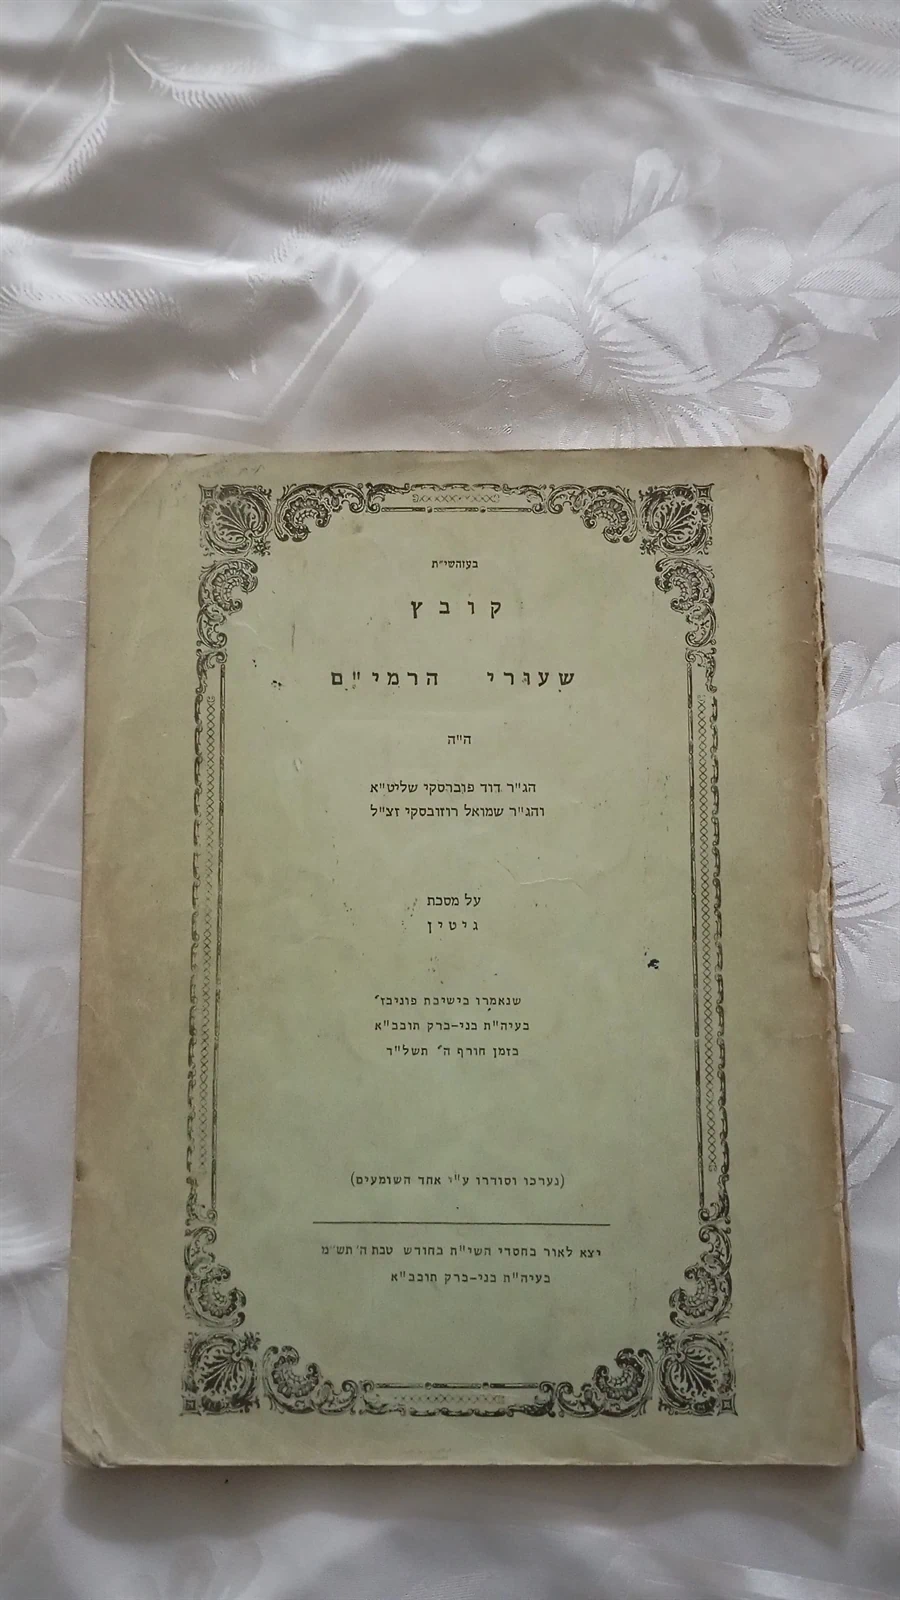 בעזהשי״ת
קובץ
שעורי הרמי"ם
ה"ה
הג"ר דוד פוברסקי שליט"א
והג"ר שמואל רוזובסקי זצ"ל
על מסכת
גיטין
שנאמרו בישיבת פוניבז'
בעיה"ת בני-ברק תובב"א
בזמן חורף ה' תשל"ד
(נערכו וסודרו ע"י אחד השומעים)
יצא לאור בחסדי השי"ת בחודש טבת ה' תש"מ
בעיה"ת בני-ברק תובב"א